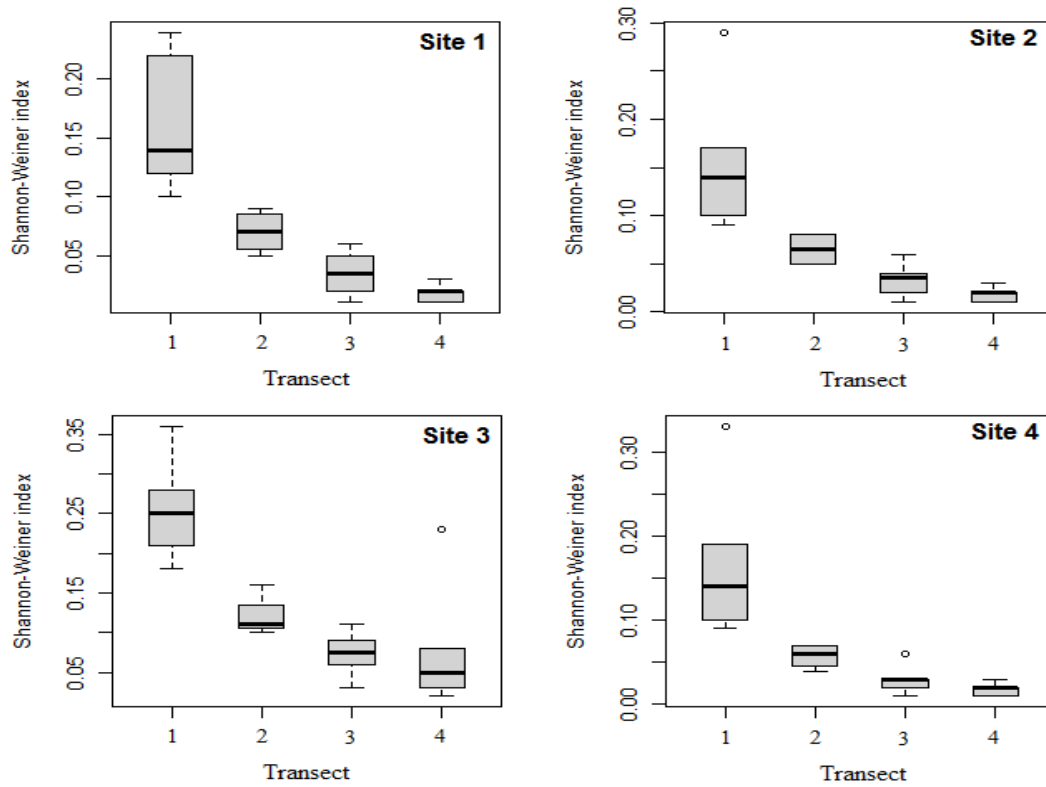 Site 1
Shannon-Weiner index
0.20
0.15
0.10
0.05
1 2 3 4
Transect
Site 2
Shannon-Weiner index
0.30
0.20
0.10
0.00
1 2 3 4
Transect
Site 3
Shannon-Weiner index
0.35
0.25
0.15
0.05
1 2 3 4
Transect
Site 4
Shannon-Weiner index
0.30
0.20
0.10
0.00
1 2 3 4
Transect